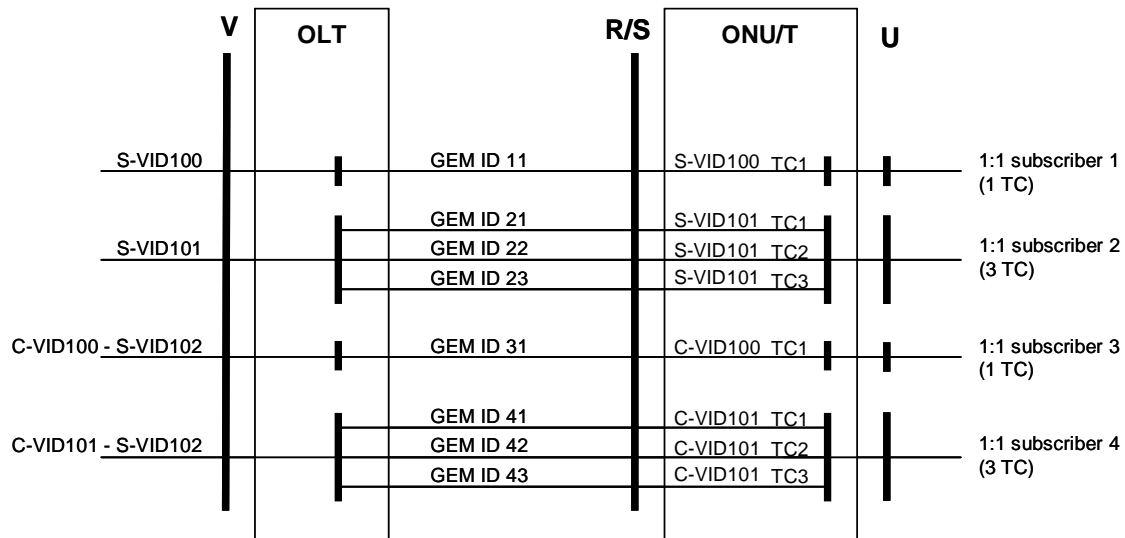 V OLT R/S ONU/T U
S-VID100 GEM ID 11 S-VID100 TC1 1:1 subscriber 1
(1 TC)
GEM ID 21 S-VID101 TC1
S-VID101 GEM ID 22 S-VID101 TC2 1:1 subscriber 2
(3 TC)
GEM ID 23 S-VID101 TC3
C-VID100 - S-VID102 GEM ID 31 C-VID100 TC1 1:1 subscriber 3
(1 TC)
GEM ID 41 C-VID101 TC1
C-VID101 - S-VID102 GEM ID 42 C-VID101 TC2 1:1 subscriber 4
(3 TC)
GEM ID 43 C-VID101 TC3